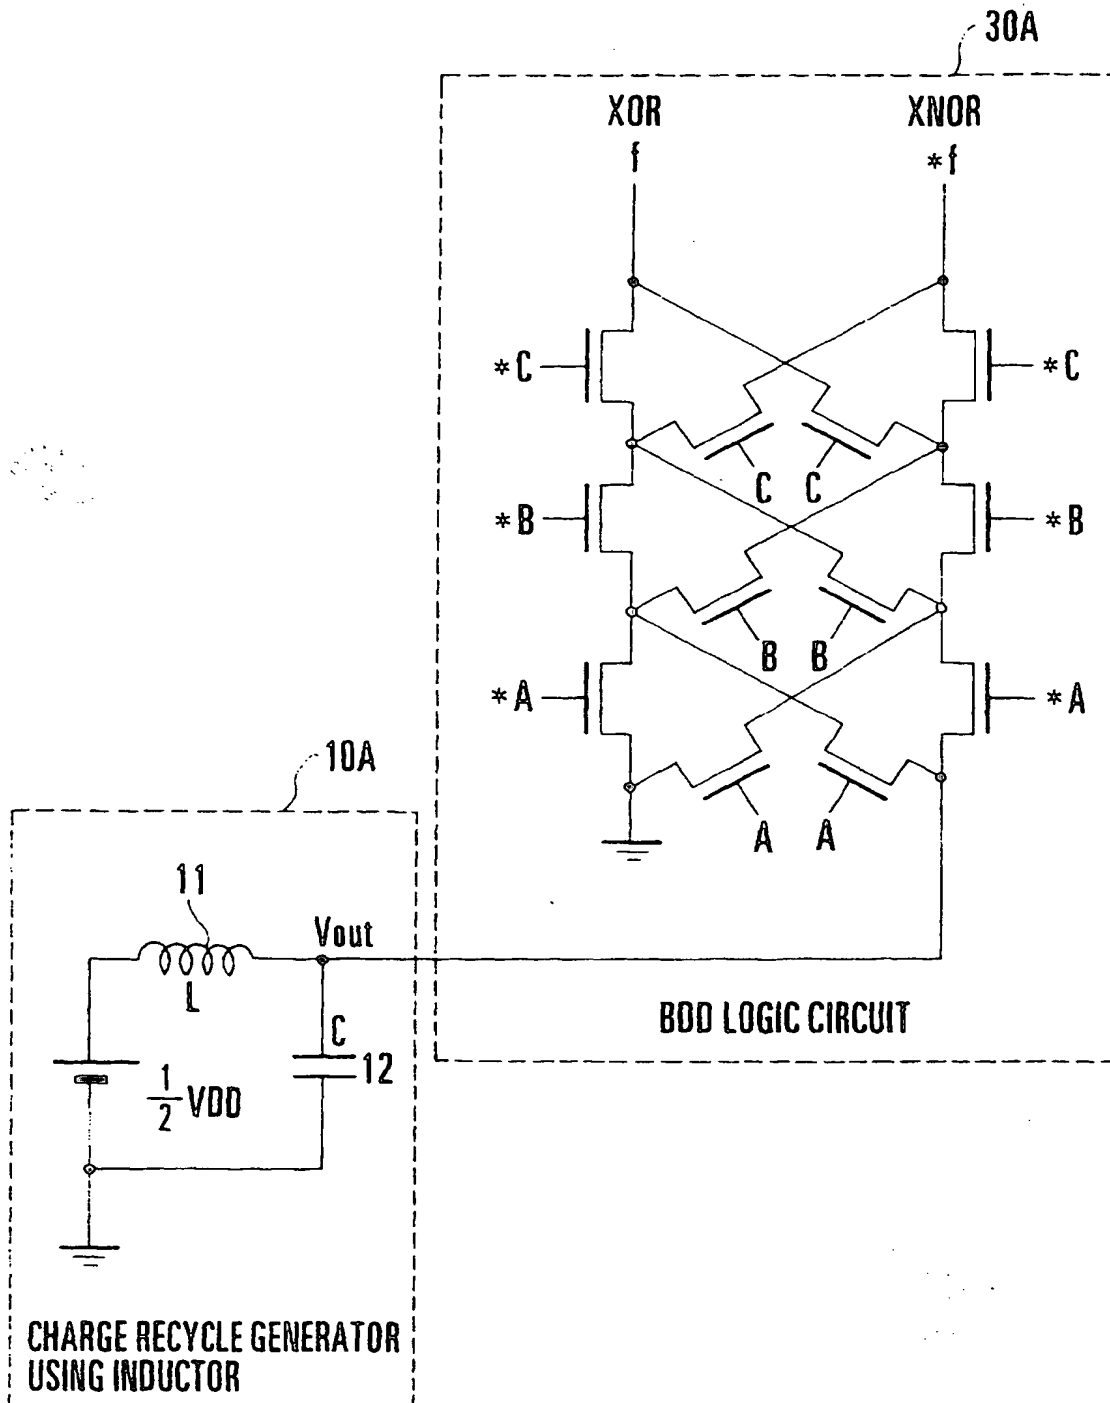 30A
XOR XNOR
f *f
*C *C
C C
*B *B
B B
*A *A
A A
10A
11
Vout
L
C
12
1/2 VDD
BDD LOGIC CIRCUIT
CHARGE RECYCLE GENERATOR
USING INDUCTOR